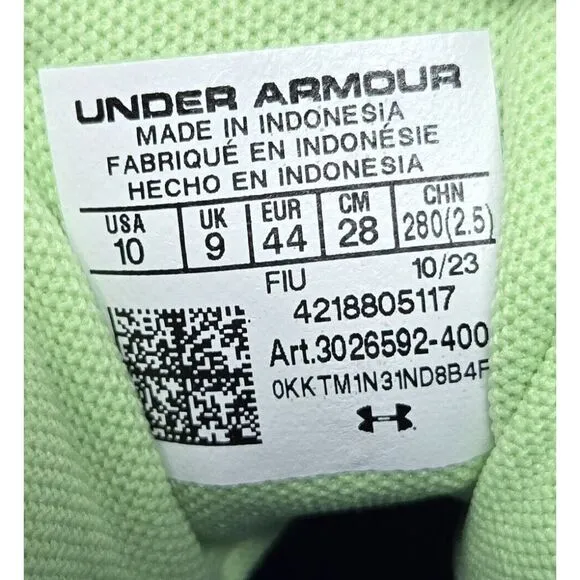 UNDER ARMOUR
MADE IN INDONESIA
FABRIQUÉ EN INDONÉSIE
HECHO EN INDONESIA
USA UK EUR CM CHN
10 9 44 28 280(2.5)
FIU 10/23
4218805117
Art.3026592-400
0KKTM1N31ND8B4F